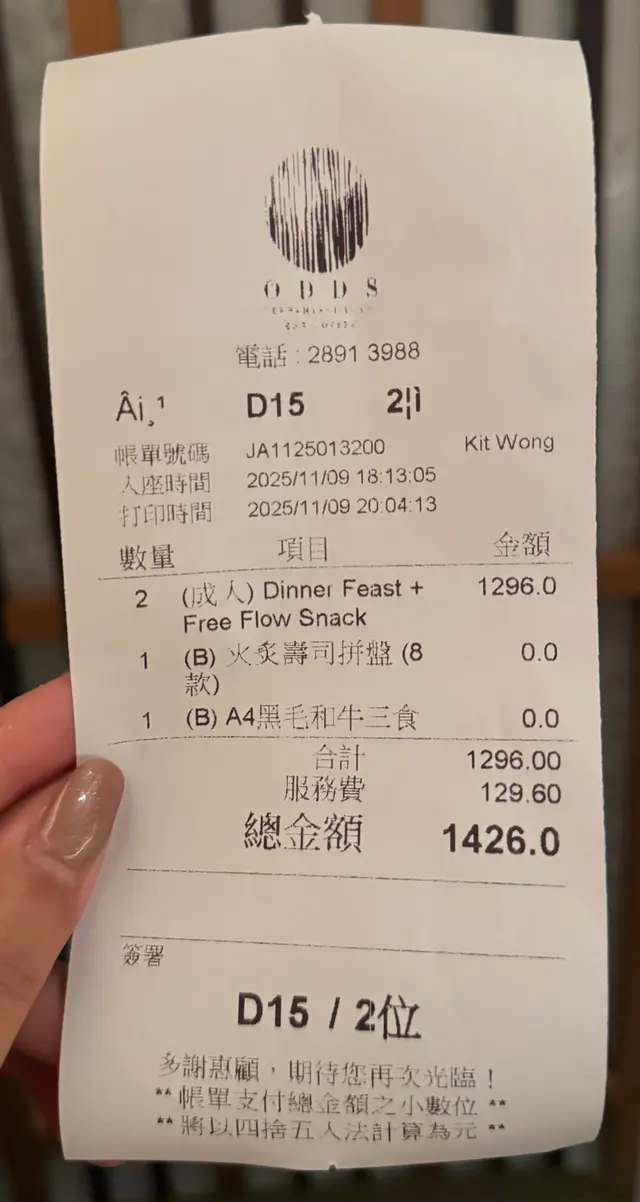 ODDS
電話 : 2891 3988
Âi,¹ D15 2¦ì
帳單號碼 JA1125013200 Kit Wong
入座時間 2025/11/09 18:13:05
打印時間 2025/11/09 20:04:13
數量 項目 金額
2 (成人) Dinner Feast + 1296.0
Free Flow Snack
1 (B) 火炙壽司拼盤 (8 0.0
款)
1 (B) A4黑毛和牛三食 0.0
合計 1296.00
服務費 129.60
總金額 1426.0
簽署
D15 / 2位
多謝惠顧，期待您再次光臨！
** 帳單支付總金額之小數位 **
** 將以四捨五入法計算為元 **